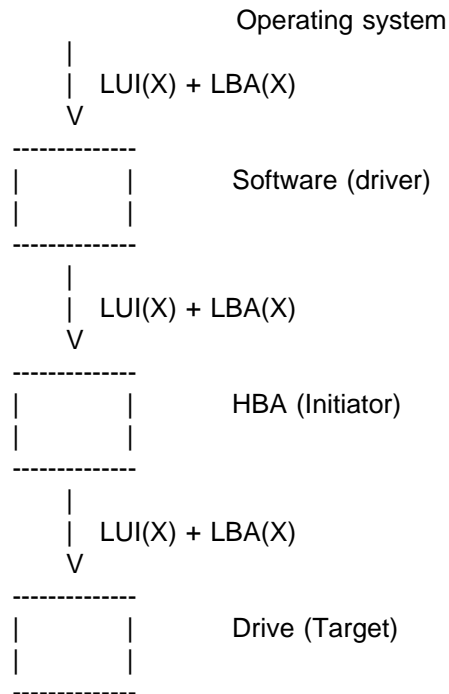 Operating system
LUI(X) + LBA(X)
V
Software (driver)
LUI(X) + LBA(X)
V
HBA (Initiator)
LUI(X) + LBA(X)
V
Drive (Target)